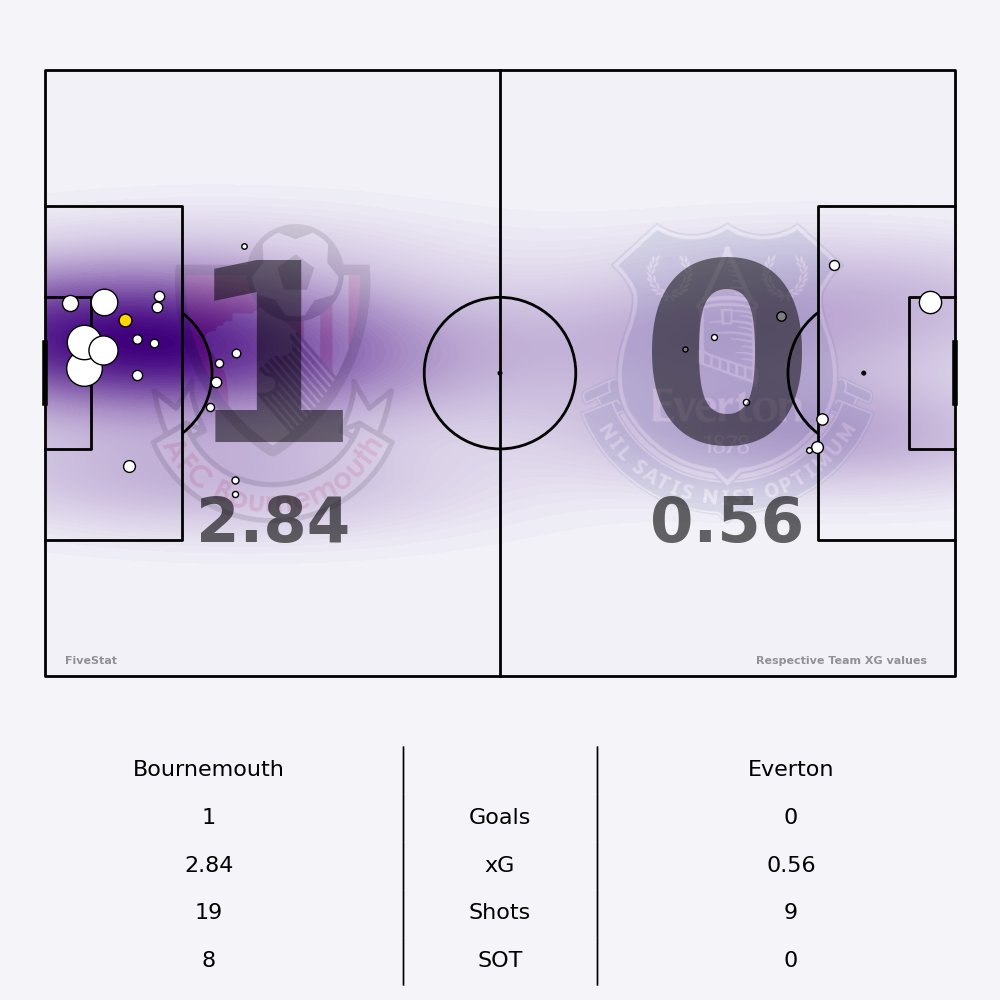 1 0
Everton
1878
AFC Bournemouth
NIL SATIS NISI OPTIMUM
2.84 0.56
FiveStat Respective Team XG values
Bournemouth Everton
1 Goals 0
2.84 xG 0.56
19 Shots 9
8 SOT 0